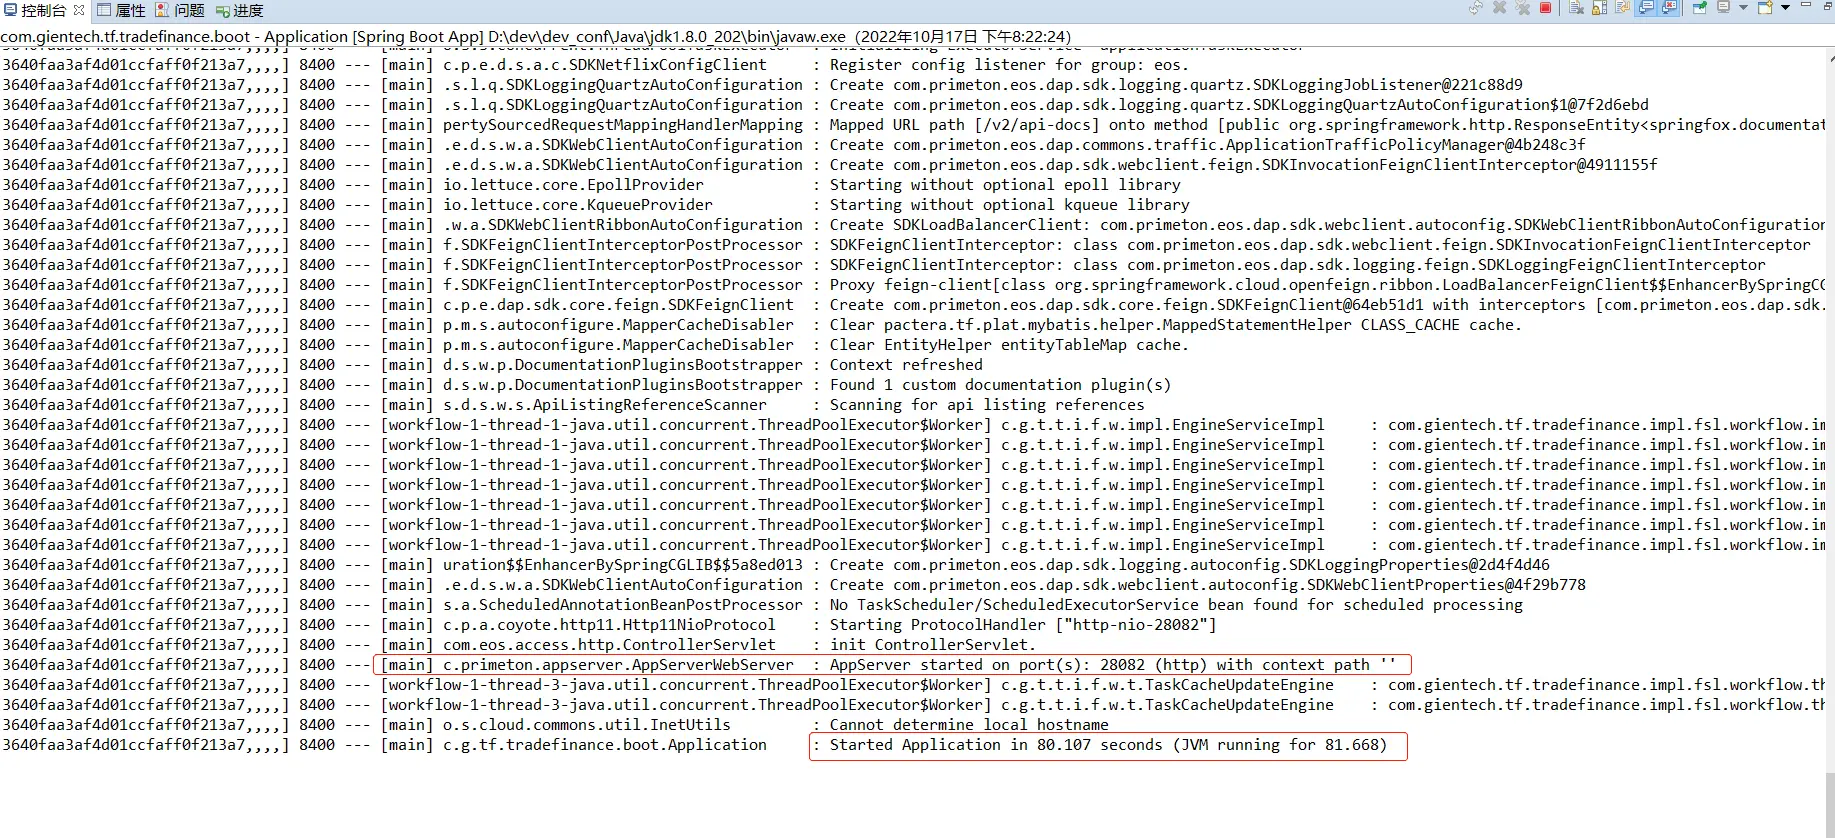 控制台 属性 问题 进度
com.gientech.tf.tradefinance.boot - Application [Spring Boot App] D:\dev\dev_conf\Java\jdk1.8.0_202\bin\javaw.exe (2022年10月17日 下午8:22:24)
3640faa3af4d01ccfaff0f213a7,,,,] 8400 --- [main] c.p.e.d.s.a.c.SDKNetflixConfigClient : Register config listener for group: eos.
3640faa3af4d01ccfaff0f213a7,,,,] 8400 --- [main] .s.l.q.SDKLoggingQuartzAutoConfiguration : Create com.primeton.eos.dap.sdk.logging.quartz.SDKLoggingJobListener@221c88d9
3640faa3af4d01ccfaff0f213a7,,,,] 8400 --- [main] .s.l.q.SDKLoggingQuartzAutoConfiguration : Create com.primeton.eos.dap.sdk.logging.quartz.SDKLoggingQuartzAutoConfiguration$1@7f2d6ebd
3640faa3af4d01ccfaff0f213a7,,,,] 8400 --- [main] pertySourcedRequestMappingHandlerMapping : Mapped URL path [/v2/api-docs] onto method [public org.springframework.http.ResponseEntity<springfox.documentat
3640faa3af4d01ccfaff0f213a7,,,,] 8400 --- [main] .e.d.s.w.a.SDKWebClientAutoConfiguration : Create com.primeton.eos.dap.commons.traffic.ApplicationTrafficPolicyManager@4b248c3f
3640faa3af4d01ccfaff0f213a7,,,,] 8400 --- [main] .e.d.s.w.a.SDKWebClientAutoConfiguration : Create com.primeton.eos.dap.sdk.webclient.feign.SDKInvocationFeignClientInterceptor@4911155f
3640faa3af4d01ccfaff0f213a7,,,,] 8400 --- [main] io.lettuce.core.EpollProvider : Starting without optional epoll library
3640faa3af4d01ccfaff0f213a7,,,,] 8400 --- [main] io.lettuce.core.KqueueProvider : Starting without optional kqueue library
3640faa3af4d01ccfaff0f213a7,,,,] 8400 --- [main] .w.a.SDKWebClientRibbonAutoConfiguration : Create SDKLoadBalancerClient: com.primeton.eos.dap.sdk.webclient.autoconfig.SDKWebClientRibbonAutoConfiguration
3640faa3af4d01ccfaff0f213a7,,,,] 8400 --- [main] f.SDKFeignClientInterceptorPostProcessor : SDKFeignClientInterceptor: class com.primeton.eos.dap.sdk.webclient.feign.SDKInvocationFeignClientInterceptor
3640faa3af4d01ccfaff0f213a7,,,,] 8400 --- [main] f.SDKFeignClientInterceptorPostProcessor : SDKFeignClientInterceptor: class com.primeton.eos.dap.sdk.logging.feign.SDKLoggingFeignClientInterceptor
3640faa3af4d01ccfaff0f213a7,,,,] 8400 --- [main] f.SDKFeignClientInterceptorPostProcessor : Proxy feign-client[class org.springframework.cloud.openfeign.ribbon.LoadBalancerFeignClient$$EnhancerBySpringCG
3640faa3af4d01ccfaff0f213a7,,,,] 8400 --- [main] c.p.e.dap.sdk.core.feign.SDKFeignClient : Create com.primeton.eos.dap.sdk.core.feign.SDKFeignClient@64eb51d1 with interceptors [com.primeton.eos.dap.sdk.
3640faa3af4d01ccfaff0f213a7,,,,] 8400 --- [main] p.m.s.autoconfigure.MapperCacheDisabler : Clear pactera.tf.plat.mybatis.helper.MappedStatementHelper CLASS_CACHE cache.
3640faa3af4d01ccfaff0f213a7,,,,] 8400 --- [main] p.m.s.autoconfigure.MapperCacheDisabler : Clear EntityHelper entityTableMap cache.
3640faa3af4d01ccfaff0f213a7,,,,] 8400 --- [main] d.s.w.p.DocumentationPluginsBootstrapper : Context refreshed
3640faa3af4d01ccfaff0f213a7,,,,] 8400 --- [main] d.s.w.p.DocumentationPluginsBootstrapper : Found 1 custom documentation plugin(s)
3640faa3af4d01ccfaff0f213a7,,,,] 8400 --- [main] s.d.s.w.s.ApiListingReferenceScanner : Scanning for api listing references
3640faa3af4d01ccfaff0f213a7,,,,] 8400 --- [workflow-1-thread-1-java.util.concurrent.ThreadPoolExecutor$Worker] c.g.t.t.i.f.w.impl.EngineServiceImpl : com.gientech.tf.tradefinance.impl.fsl.workflow.im
3640faa3af4d01ccfaff0f213a7,,,,] 8400 --- [workflow-1-thread-1-java.util.concurrent.ThreadPoolExecutor$Worker] c.g.t.t.i.f.w.impl.EngineServiceImpl : com.gientech.tf.tradefinance.impl.fsl.workflow.im
3640faa3af4d01ccfaff0f213a7,,,,] 8400 --- [workflow-1-thread-1-java.util.concurrent.ThreadPoolExecutor$Worker] c.g.t.t.i.f.w.impl.EngineServiceImpl : com.gientech.tf.tradefinance.impl.fsl.workflow.im
3640faa3af4d01ccfaff0f213a7,,,,] 8400 --- [workflow-1-thread-1-java.util.concurrent.ThreadPoolExecutor$Worker] c.g.t.t.i.f.w.impl.EngineServiceImpl : com.gientech.tf.tradefinance.impl.fsl.workflow.im
3640faa3af4d01ccfaff0f213a7,,,,] 8400 --- [workflow-1-thread-1-java.util.concurrent.ThreadPoolExecutor$Worker] c.g.t.t.i.f.w.impl.EngineServiceImpl : com.gientech.tf.tradefinance.impl.fsl.workflow.im
3640faa3af4d01ccfaff0f213a7,,,,] 8400 --- [workflow-1-thread-1-java.util.concurrent.ThreadPoolExecutor$Worker] c.g.t.t.i.f.w.impl.EngineServiceImpl : com.gientech.tf.tradefinance.impl.fsl.workflow.im
3640faa3af4d01ccfaff0f213a7,,,,] 8400 --- [workflow-1-thread-1-java.util.concurrent.ThreadPoolExecutor$Worker] c.g.t.t.i.f.w.impl.EngineServiceImpl : com.gientech.tf.tradefinance.impl.fsl.workflow.im
3640faa3af4d01ccfaff0f213a7,,,,] 8400 --- [main] uration$$EnhancerBySpringCGLIB$$5a8ed013 : Create com.primeton.eos.dap.sdk.logging.autoconfig.SDKLoggingProperties@2d4f4d46
3640faa3af4d01ccfaff0f213a7,,,,] 8400 --- [main] .e.d.s.w.a.SDKWebClientAutoConfiguration : Create com.primeton.eos.dap.sdk.webclient.autoconfig.SDKWebClientProperties@4f29b778
3640faa3af4d01ccfaff0f213a7,,,,] 8400 --- [main] s.a.ScheduledAnnotationBeanPostProcessor : No TaskScheduler/ScheduledExecutorService bean found for scheduled processing
3640faa3af4d01ccfaff0f213a7,,,,] 8400 --- [main] c.p.a.coyote.http11.Http11NioProtocol : Starting ProtocolHandler ["http-nio-28082"]
3640faa3af4d01ccfaff0f213a7,,,,] 8400 --- [main] com.eos.access.http.ControllerServlet : init ControllerServlet.
3640faa3af4d01ccfaff0f213a7,,,,] 8400 --- [main] c.primeton.appserver.AppServerWebServer : AppServer started on port(s): 28082 (http) with context path ''
3640faa3af4d01ccfaff0f213a7,,,,] 8400 --- [workflow-1-thread-3-java.util.concurrent.ThreadPoolExecutor$Worker] c.g.t.t.i.f.w.t.TaskCacheUpdateEngine : com.gientech.tf.tradefinance.impl.fsl.workflow.th
3640faa3af4d01ccfaff0f213a7,,,,] 8400 --- [workflow-1-thread-3-java.util.concurrent.ThreadPoolExecutor$Worker] c.g.t.t.i.f.w.t.TaskCacheUpdateEngine : com.gientech.tf.tradefinance.impl.fsl.workflow.th
3640faa3af4d01ccfaff0f213a7,,,,] 8400 --- [main] o.s.cloud.commons.util.InetUtils : Cannot determine local hostname
3640faa3af4d01ccfaff0f213a7,,,,] 8400 --- [main] c.g.tf.tradefinance.boot.Application : Started Application in 80.107 seconds (JVM running for 81.668)